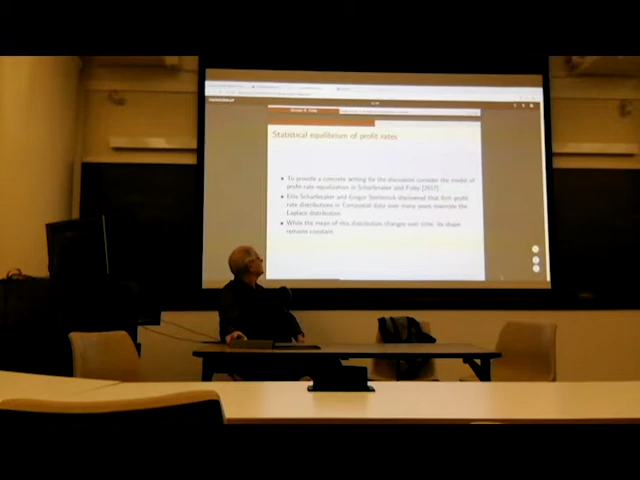 Statistical equilibrium of profit rates
To provide a concrete setting for the discussion consider the model of
profit rate equalization in Scharfenaker and Foley [2017].
Ellis Scharfenaker and Gregor Semieniuk discovered that firm profit
rate distributions in Compustat data over many years resemble the
Laplace distribution.
While the mean of this distribution changes over time, its shape
remains constant.